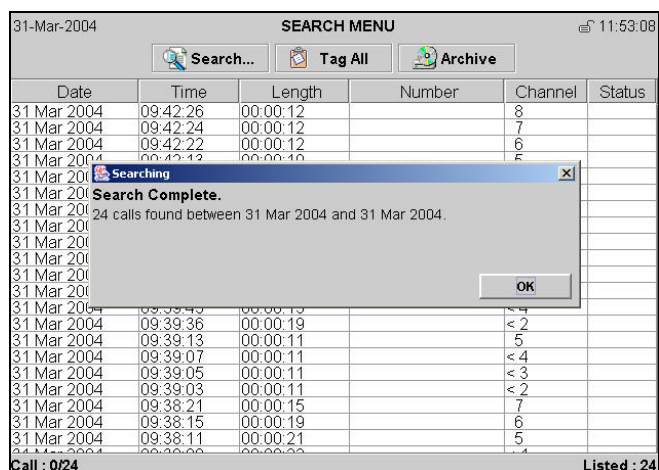 31-Mar-2004 SEARCH MENU 11:53:08
Search... Tag All Archive
Date Time Length Number Channel Status
31 Mar 2004 09:42:26 00:00:12 8
31 Mar 2004 09:42:24 00:00:12 7
31 Mar 2004 09:42:22 00:00:12 6
31 Mar 2004
Searching
Search Complete.
24 calls found between 31 Mar 2004 and 31 Mar 2004.
OK
31 Mar 2004
31 Mar 2004 09:39:36 00:00:19 < 2
31 Mar 2004 09:39:13 00:00:11 5
31 Mar 2004 09:39:07 00:00:11 < 4
31 Mar 2004 09:39:05 00:00:11 < 3
31 Mar 2004 09:39:03 00:00:11 < 2
31 Mar 2004 09:38:21 00:00:15 7
31 Mar 2004 09:38:15 00:00:19 6
31 Mar 2004 09:38:11 00:00:21 5
Call : 0/24 Listed : 24